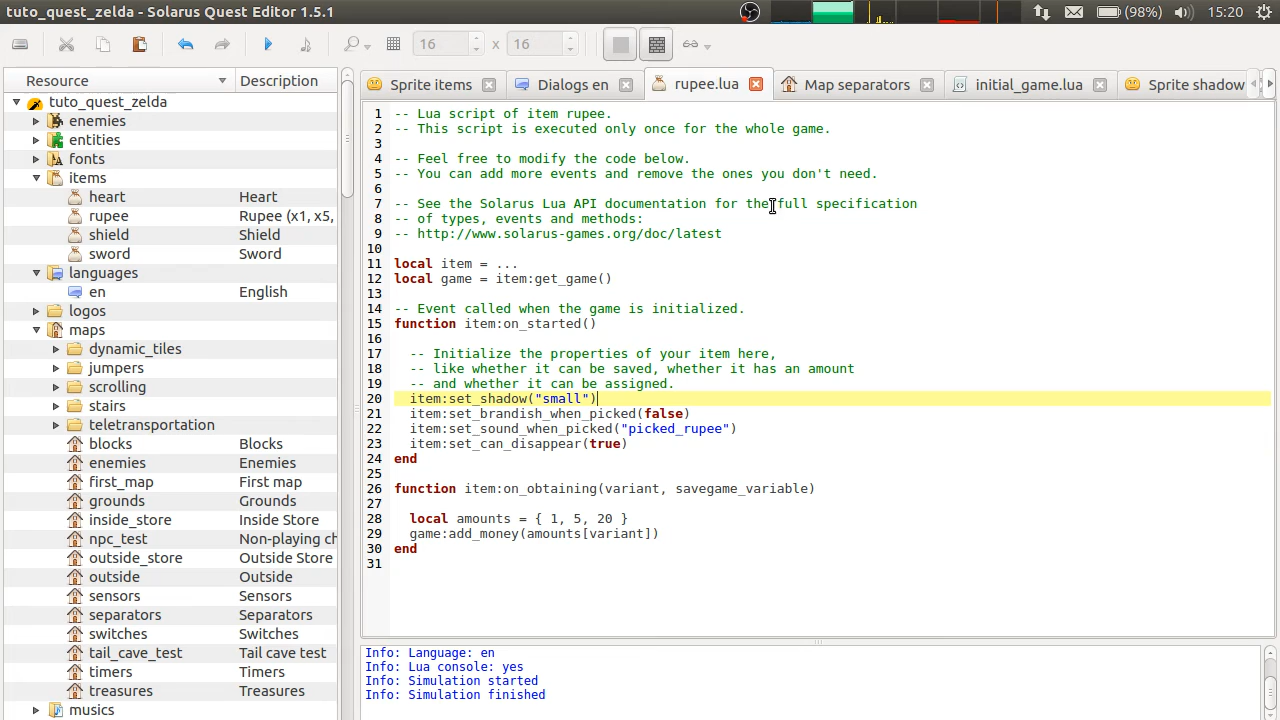 tuto_quest_zelda - Solarus Quest Editor 1.5.1
(98%)
15:20
16 x 16
Resource Description
tuto_quest_zelda
enemies
entities
fonts
items
heart Heart
rupee Rupee (x1, x5,
shield Shield
sword Sword
languages
en English
logos
maps
dynamic_tiles
jumpers
scrolling
stairs
teletransportation
blocks Blocks
enemies Enemies
first_map First map
grounds Grounds
inside_store Inside Store
npc_test Non-playing ch
outside_store Outside Store
outside Outside
sensors Sensors
separators Separators
switches Switches
tail_cave_test Tail cave test
timers Timers
treasures Treasures
musics
Sprite items
Dialogs en
rupee.lua
Map separators
initial_game.lua
Sprite shadow
1 -- Lua script of item rupee.
2 -- This script is executed only once for the whole game.
3
4 -- Feel free to modify the code below.
5 -- You can add more events and remove the ones you don't need.
6
7 -- See the Solarus Lua API documentation for the full specification
8 -- of types, events and methods:
9 -- http://www.solarus-games.org/doc/latest
10
11 local item = ...
12 local game = item:get_game()
13
14 -- Event called when the game is initialized.
15 function item:on_started()
16
17 -- Initialize the properties of your item here,
18 -- like whether it can be saved, whether it has an amount
19 -- and whether it can be assigned.
20 item:set_shadow("small")
21 item:set_brandish_when_picked(false)
22 item:set_sound_when_picked("picked_rupee")
23 item:set_can_disappear(true)
24 end
25
26 function item:on_obtaining(variant, savegame_variable)
27
28 local amounts = { 1, 5, 20 }
29 game:add_money(amounts[variant])
30 end
31
Info: Language: en
Info: Lua console: yes
Info: Simulation started
Info: Simulation finished